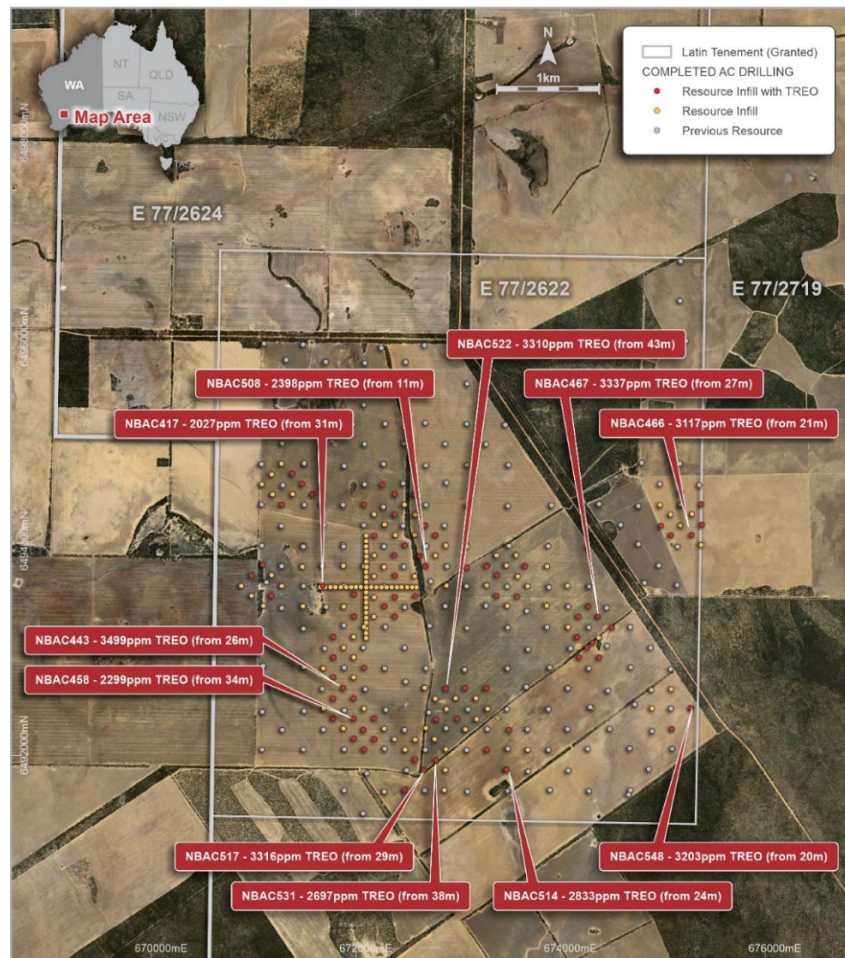 WA
NT
QLD
SA
NSW
Map Area
N
1km
Latin Tenement (Granted)
COMPLETED AC DRILLING
Resource Infill with TREO
Resource Infill
Previous Resource
E 77/2624
E 77/2622
E 77/2719
6496000mN
NBAC522 - 3310ppm TREO (from 43m)
NBAC508 - 2398ppm TREO (from 11m)
NBAC467 - 3337ppm TREO (from 27m)
NBAC417 - 2027ppm TREO (from 31m)
NBAC466 - 3117ppm TREO (from 21m)
6494000mN
NBAC443 - 3499ppm TREO (from 26m)
NBAC458 - 2299ppm TREO (from 34m)
6492000mN
NBAC517 - 3316ppm TREO (from 29m)
NBAC548 - 3203ppm TREO (from 20m)
NBAC531 - 2697ppm TREO (from 38m)
NBAC514 - 2833ppm TREO (from 24m)
670000mE
672000mE
674000mE
676000mE